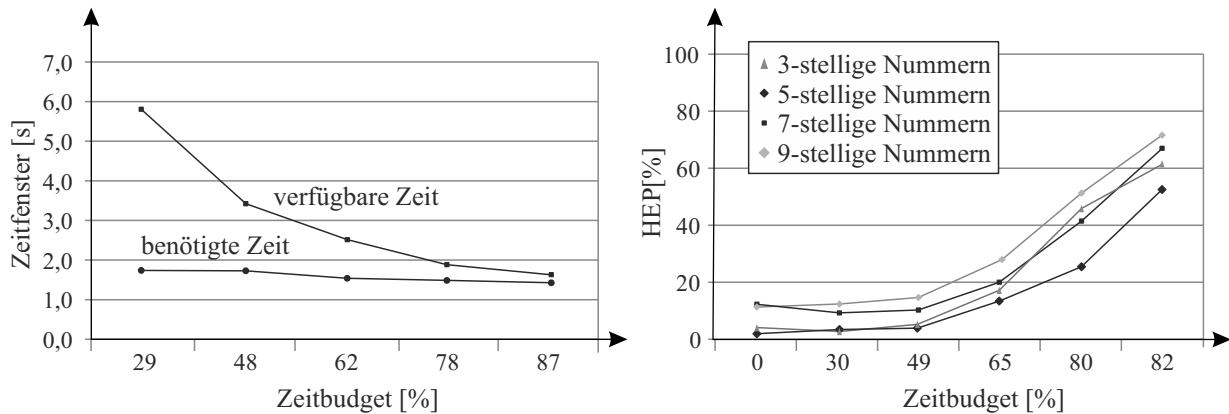 7,0
6,0
5,0
4,0
3,0
2,0
1,0
0,0
Zeitfenster [s]
verfügbare Zeit
benötigte Zeit
29 48 62 78 87
Zeitbudget [%]
100
80
60
40
20
0
HEP[%]
3-stellige Nummern
5-stellige Nummern
7-stellige Nummern
9-stellige Nummern
0 30 49 65 80 82
Zeitbudget [%]